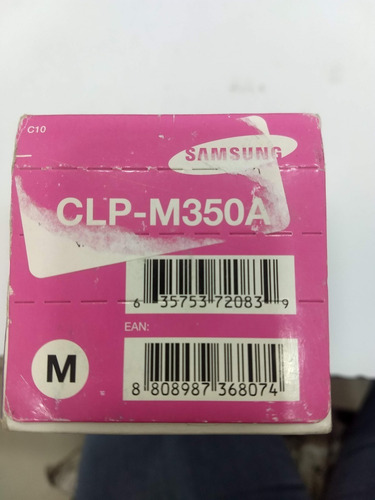 C10
SAMSUNG
CLP-M350A
6 35753 72083 9
EAN:
M
8 808987 368074